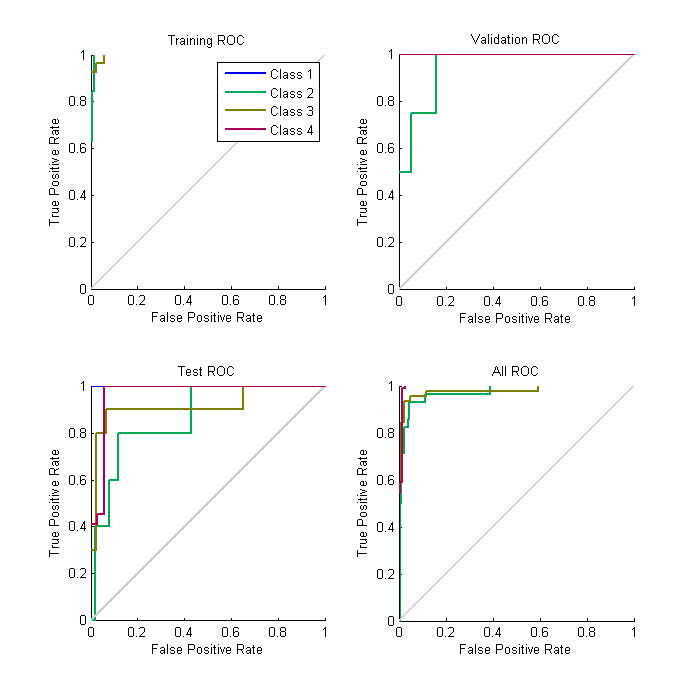 Training ROC
1
0.8
0.6
0.4
0.2
0
True Positive Rate
Class 1
Class 2
Class 3
Class 4
0 0.2 0.4 0.6 0.8 1
False Positive Rate
Validation ROC
1
0.8
0.6
0.4
0.2
0
True Positive Rate
0 0.2 0.4 0.6 0.8 1
False Positive Rate
Test ROC
1
0.8
0.6
0.4
0.2
0
True Positive Rate
0 0.2 0.4 0.6 0.8 1
False Positive Rate
All ROC
1
0.8
0.6
0.4
0.2
0
True Positive Rate
0 0.2 0.4 0.6 0.8 1
False Positive Rate